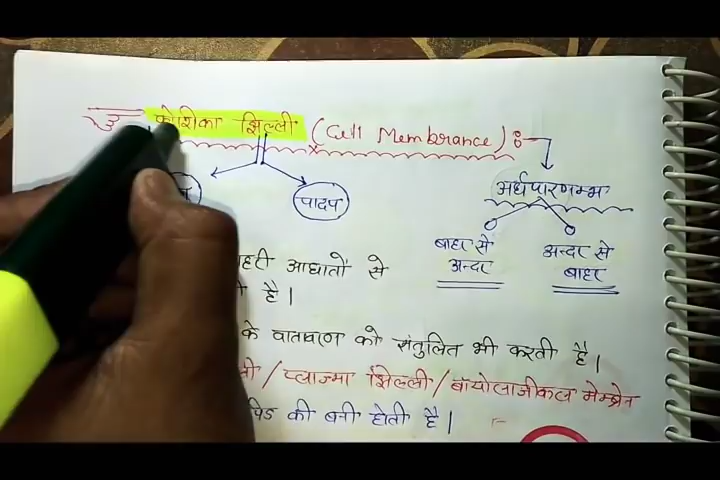 कोशिका झिल्ली (Cell Membrance) :-
पादप
अर्धपारगम्भ
बाहर से अन्दर
अन्दर से बाहर
आघातों से
है।
के वातावरण को संतुलित भी करती है।
/ प्लाज्मा झिल्ली / बायोलाजीकल मेम्ब्रेन
की बनी होती है।